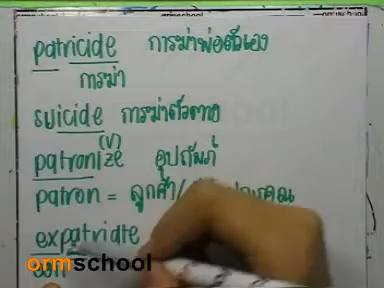 patricide การฆ่าพ่อตัวเอง
การฆ่า
suicide การฆ่าตัวตาย
(V)
patronize อุปถัมภ์
patron = ลูกค้า/
expatriate
ormschool